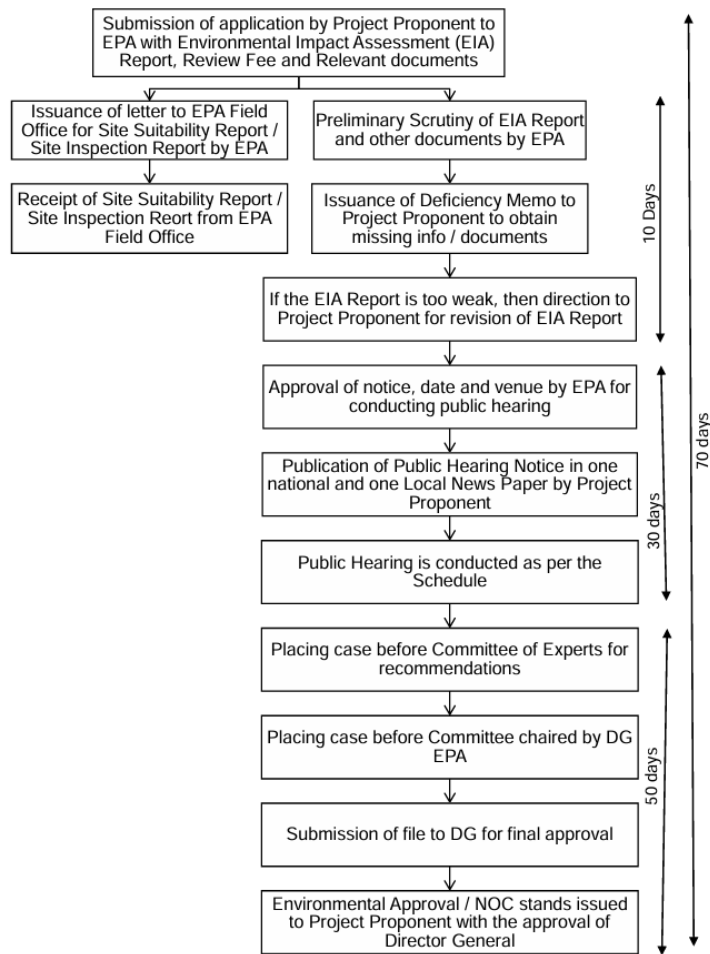 Submission of application by Project Proponent to
EPA with Environmental Impact Assessment (EIA)
Report, Review Fee and Relevant documents
Issuance of letter to EPA Field
Office for Site Suitability Report /
Site Inspection Report by EPA
Preliminary Scrutiny of EIA Report
and other documents by EPA
Receipt of Site Suitability Report /
Site Inspection Reort from EPA
Field Office
Issuance of Deficiency Memo to
Project Proponent to obtain
missing info / documents
10 Days
If the EIA Report is too weak, then direction to
Project Proponent for revision of EIA Report
Approval of notice, date and venue by EPA for
conducting public hearing
70 days
Publication of Public Hearing Notice in one
national and one Local News Paper by Project
Proponent
30 days
Public Hearing is conducted as per the
Schedule
Placing case before Committee of Experts for
recommendations
Placing case before Committee chaired by DG
EPA
50 days
Submission of file to DG for final approval
Environmental Approval / NOC stands issued
to Project Proponent with the approval of
Director General